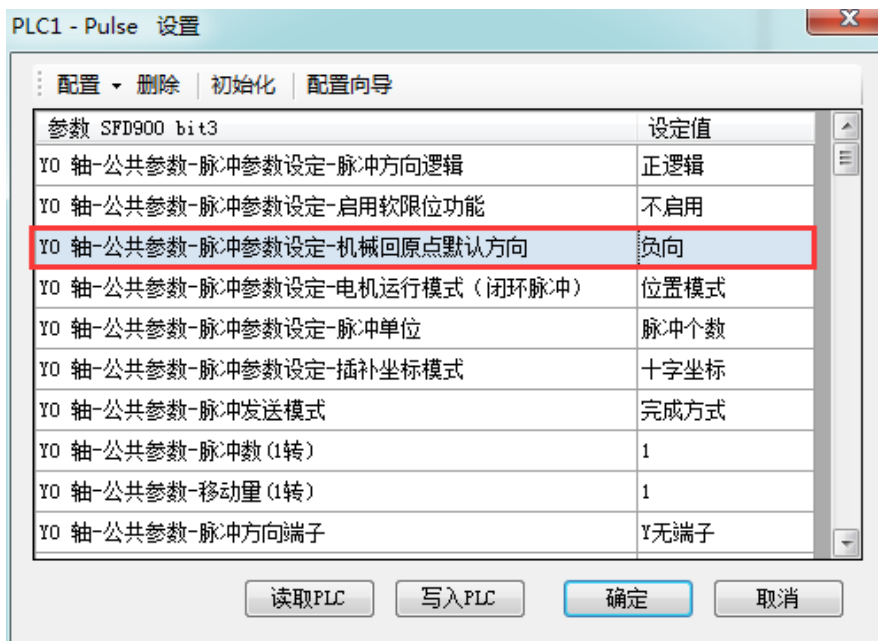 PLC1 - Pulse 设置
配置 删除 初始化 配置向导
参数 SFD900 bit3 设定值
Y0 轴-公共参数-脉冲参数设定-脉冲方向逻辑 正逻辑
Y0 轴-公共参数-脉冲参数设定-启用软限位功能 不启用
Y0 轴-公共参数-脉冲参数设定-机械回原点默认方向 负向
Y0 轴-公共参数-脉冲参数设定-电机运行模式（闭环脉冲） 位置模式
Y0 轴-公共参数-脉冲参数设定-脉冲单位 脉冲个数
Y0 轴-公共参数-脉冲参数设定-插补坐标模式 十字坐标
Y0 轴-公共参数-脉冲发送模式 完成方式
Y0 轴-公共参数-脉冲数(1转) 1
Y0 轴-公共参数-移动量(1转) 1
Y0 轴-公共参数-脉冲方向端子 Y无端子
读取PLC 写入PLC 确定 取消